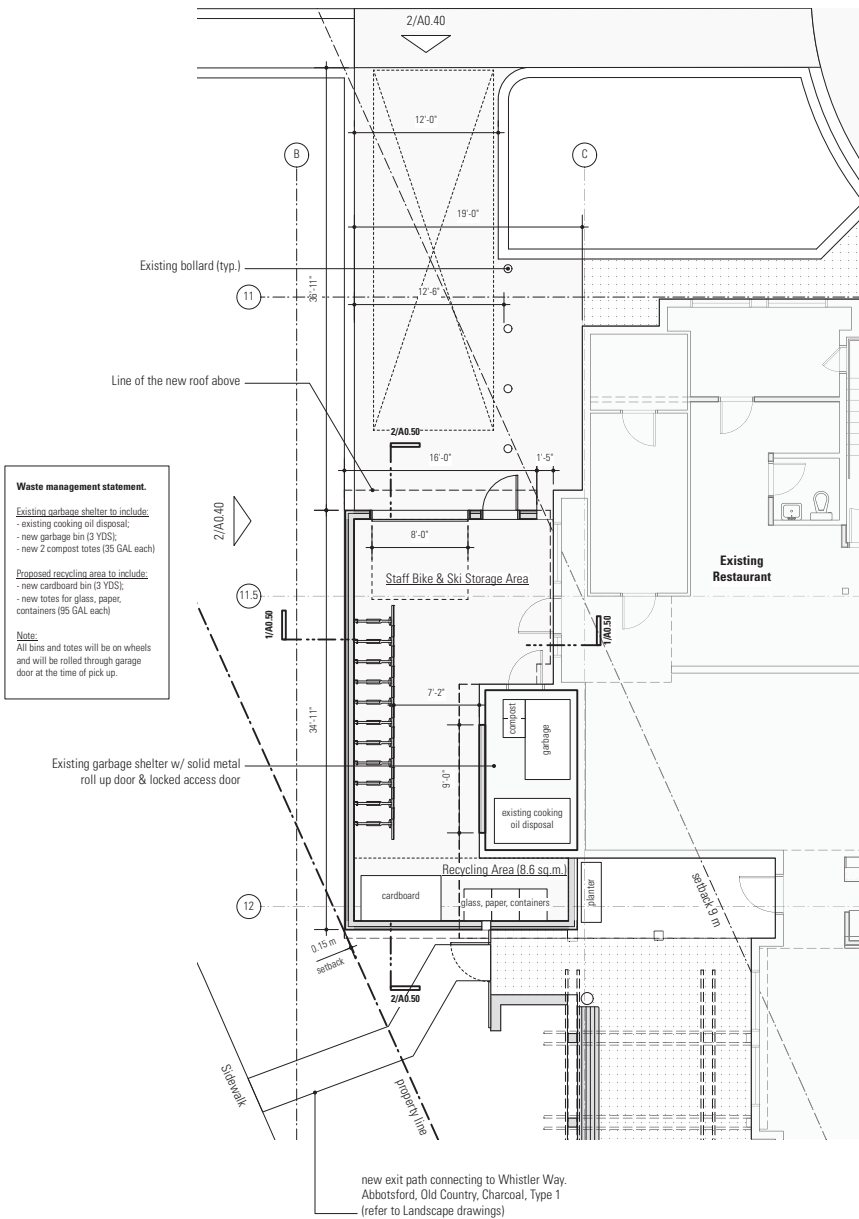 2/A0.40
12'-0"
B
C
19'-0"
Existing bollard (typ.)
36'-11"
11
12'-6"
Line of the new roof above
2/A0.50
16'-0"
1'-5"
Waste management statement.
Existing garbage shelter to include:
- existing cooking oil disposal;
- new garbage bin (3 YDS);
- new 2 compost totes (35 GAL each)
Proposed recycling area to include:
- new cardboard bin (3 YDS);
- new totes for glass, paper,
containers (95 GAL each)
Note:
All bins and totes will be on wheels
and will be rolled through garage
door at the time of pick up.
2/A0.40
8'-0"
Existing
Restaurant
Staff Bike & Ski Storage Area
11.5
1/A0.50
1/A0.50
7'-2"
34'-11"
compost
garbage
Existing garbage shelter w/ solid metal
roll up door & locked access door
9'-0"
existing cooking
oil disposal
Recycling Area (8.6 sq.m.)
cardboard
glass, paper, containers
planter
setback 9 m
12
0.15 m
setback
2/A0.50
Sidewalk
property line
new exit path connecting to Whistler Way.
Abbotsford, Old Country, Charcoal, Type 1
(refer to Landscape drawings)